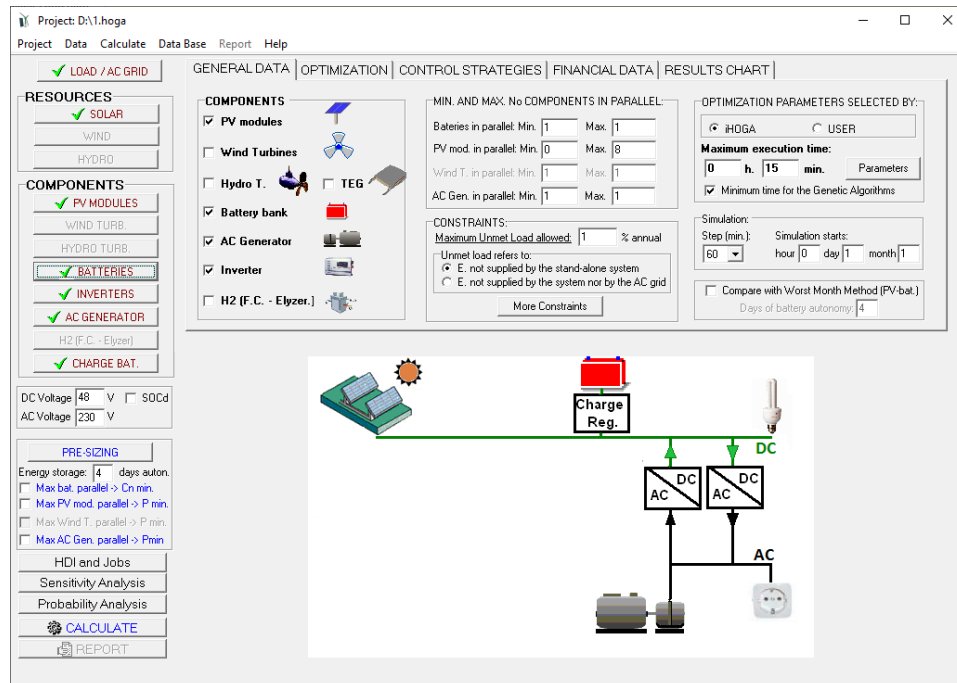 Project: D:\1.hoga
Project Data Calculate Data Base Report Help
LOAD / AC GRID
RESOURCES
SOLAR
WIND
HYDRO
COMPONENTS
PV MODULES
WIND TURB.
HYDRO TURB.
BATTERIES
INVERTERS
AC GENERATOR
H2 (F.C. - Elyzer)
CHARGE BAT.
DC Voltage 48 V SOCd
AC Voltage 230 V
PRE-SIZING
Energy storage: 4 days auton.
Max bat. parallel -> Cn min.
Max PV mod. parallel -> P min.
Max Wind T. parallel -> P min.
Max AC Gen. parallel -> Pmin
HDI and Jobs
Sensitivity Analysis
Probability Analysis
CALCULATE
REPORT
GENERAL DATA OPTIMIZATION CONTROL STRATEGIES FINANCIAL DATA RESULTS CHART
COMPONENTS
PV modules
Wind Turbines
Hydro T. TEG
Battery bank
AC Generator
Inverter
H2 (F.C. - Elyzer.)
MIN. AND MAX. No COMPONENTS IN PARALLEL:
Bateries in parallel: Min. 1 Max. 1
PV mod. in parallel: Min. 0 Max. 8
Wind T. in parallel: Min. 1 Max. 1
AC Gen. in parallel: Min. 1 Max. 1
CONSTRAINTS:
Maximum Unmet Load allowed: 1 % annual
Unmet load refers to:
E. not supplied by the stand-alone system
E. not supplied by the system nor by the AC grid
More Constraints
OPTIMIZATION PARAMETERS SELECTED BY:
iHOGA USER
Maximum execution time:
0 h. 15 min. Parameters
Minimum time for the Genetic Algorithms
Simulation:
Step (min.): Simulation starts:
60 hour 0 day 1 month 1
Compare with Worst Month Method (PV-bat.)
Days of battery autonomy: 4
Charge
Reg.
DC
DC
AC
DC
AC
AC